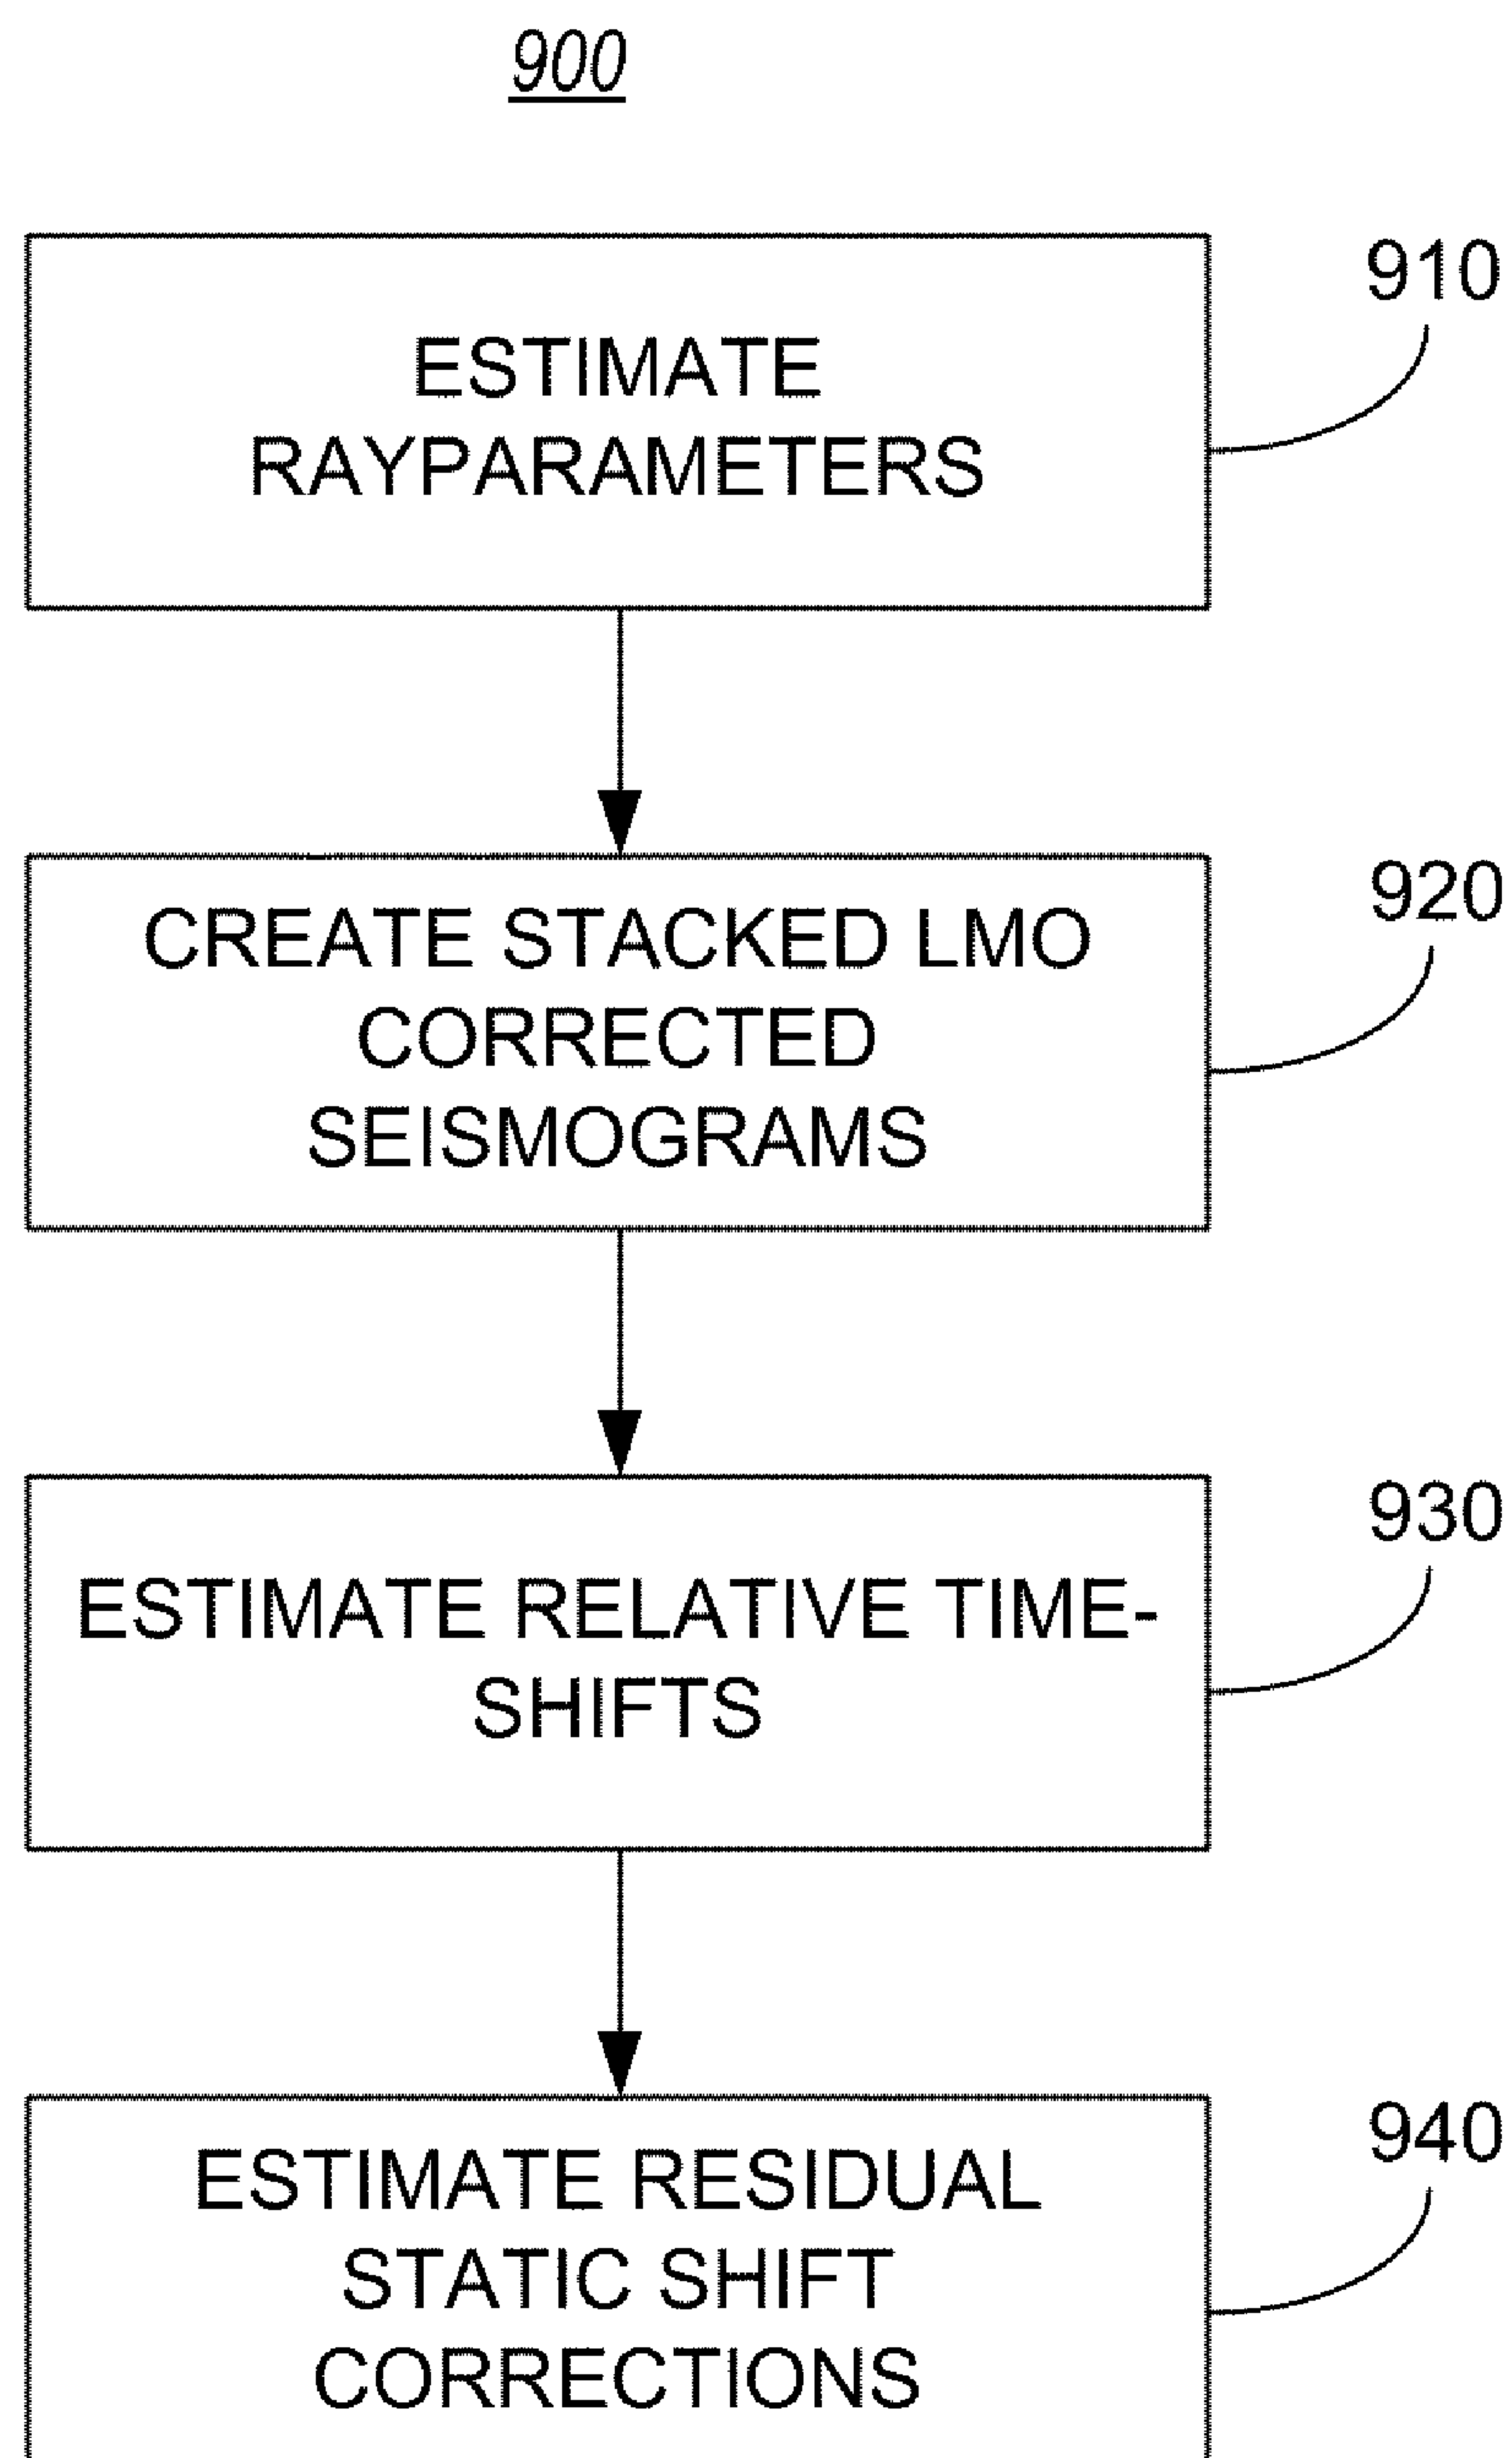 900
910
ESTIMATE
RAYPARAMETERS
920
CREATE STACKED LMO
CORRECTED
SEISMOGRAMS
930
ESTIMATE RELATIVE TIME-
SHIFTS
940
ESTIMATE RESIDUAL
STATIC SHIFT
CORRECTIONS